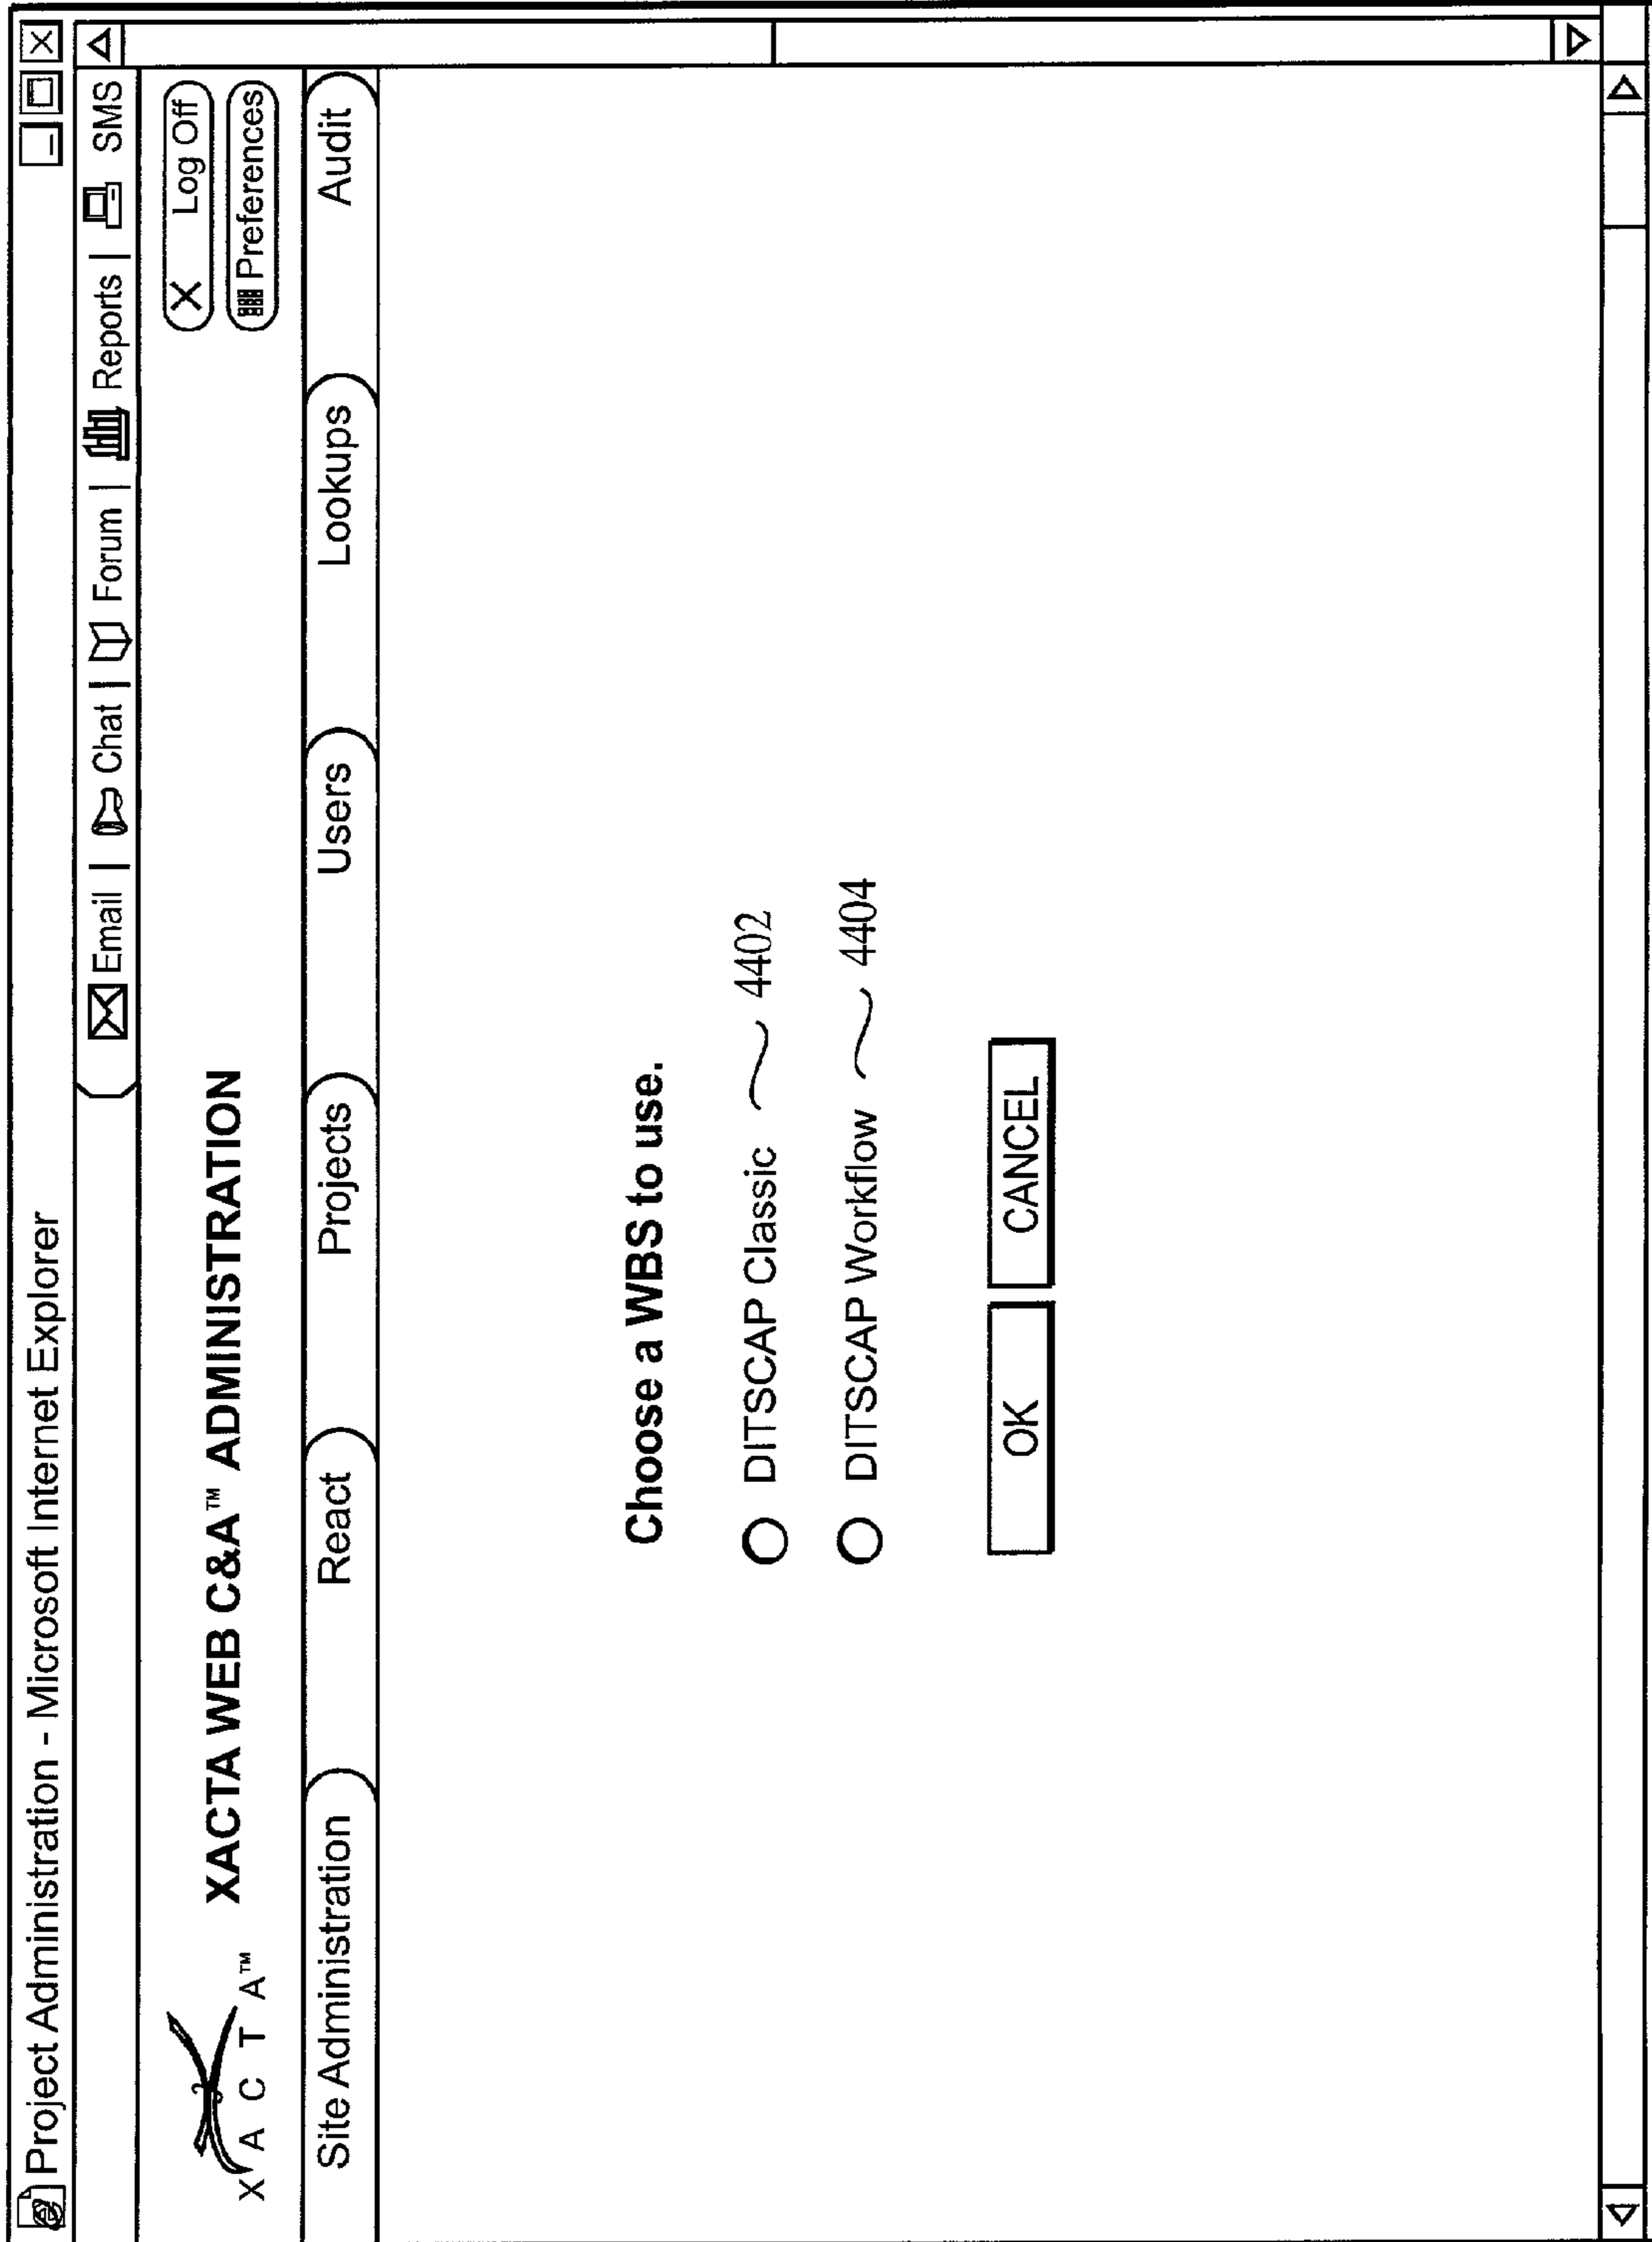 Project Administration - Microsoft Internet Explorer
Email | Chat | Forum | Reports | SMS
X A C T A™
XACTA WEB C&A™ ADMINISTRATION
X Log Off
Preferences
Site Administration React Projects Users Lookups Audit
Choose a WBS to use.
DITSCAP Classic 4402
DITSCAP Workflow 4404
OK CANCEL